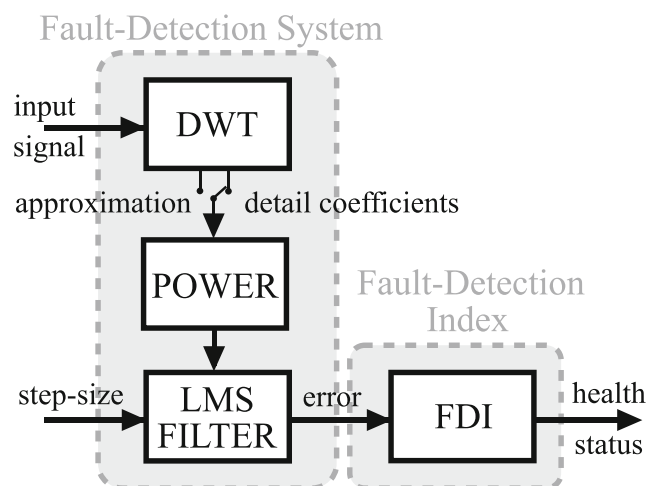 Fault-Detection System
input
signal
DWT
approximation
detail coefficients
POWER
Fault-Detection
Index
step-size
LMS
FILTER
error
FDI
health
status